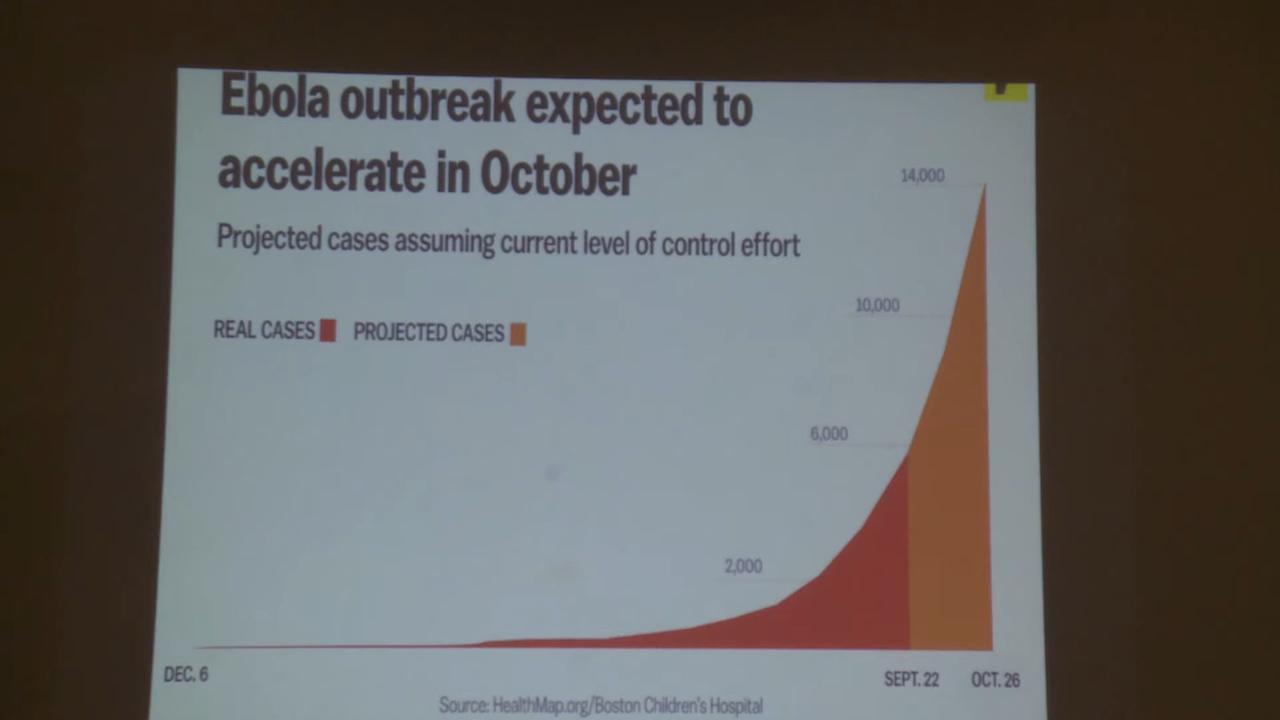 Ebola outbreak expected to
accelerate in October
Projected cases assuming current level of control effort
REAL CASES PROJECTED CASES
14,000
10,000
6,000
2,000
DEC. 6 SEPT. 22 OCT. 26
Source: HealthMap.org/Boston Children's Hospital